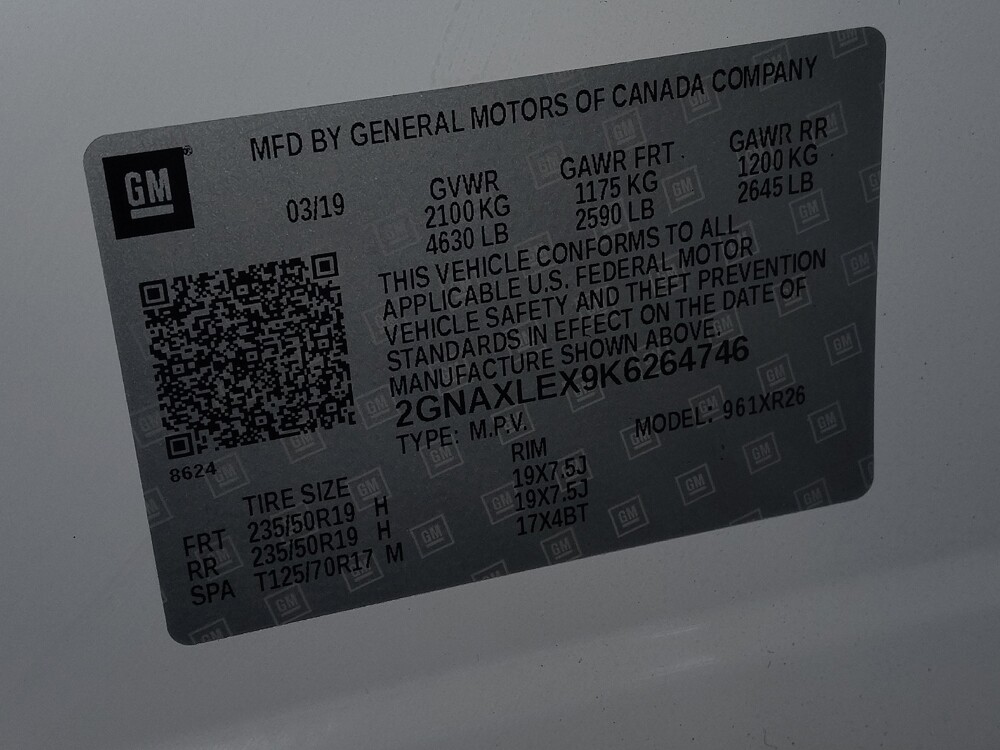 MFD BY GENERAL MOTORS OF CANADA COMPANY
GM
03/19
GVWR
2100 KG
4630 LB
GAWR FRT
1175 KG
2590 LB
GAWR RR
1200 KG
2645 LB
THIS VEHICLE CONFORMS TO ALL
APPLICABLE U.S. FEDERAL MOTOR
VEHICLE SAFETY AND THEFT PREVENTION
STANDARDS IN EFFECT ON THE DATE OF
MANUFACTURE SHOWN ABOVE.
2GNAXLEX9K6264746
TYPE: M.P.V. MODEL: 961XR26
8624
TIRE SIZE RIM
FRT 235/50R19 H 19X7.5J
RR 235/50R19 H 19X7.5J
SPA T125/70R17 M 17X4BT